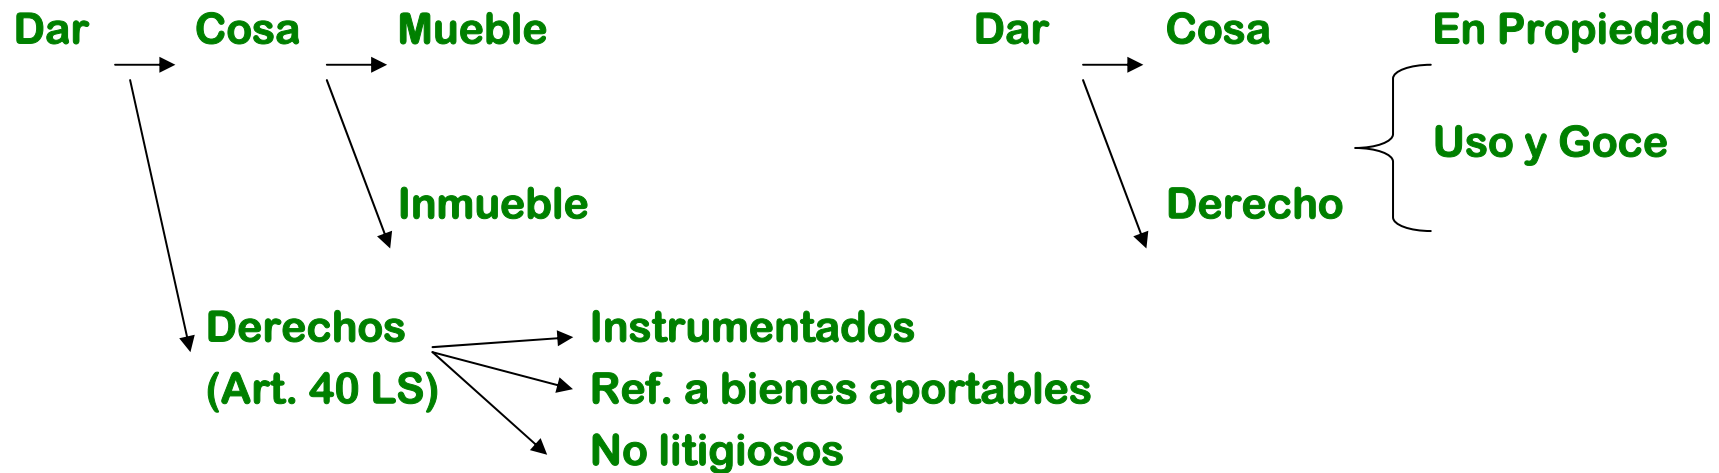 Dar Cosa Mueble Dar Cosa En Propiedad
Uso y Goce
Inmueble Derecho
Derechos Instrumentados
(Art. 40 LS) Ref. a bienes aportables
No litigiosos